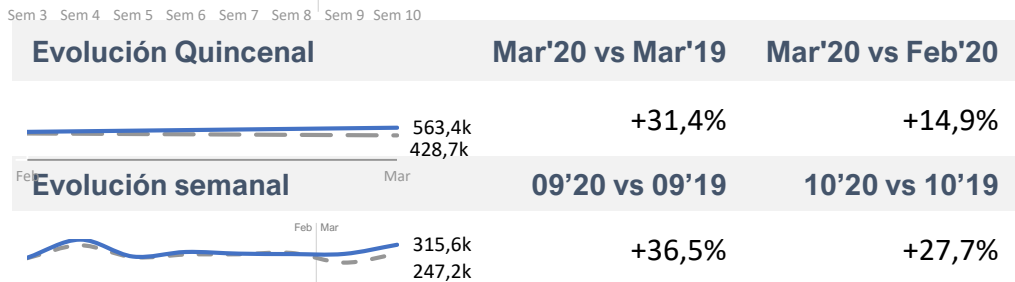 Sem 3 Sem 4 Sem 5 Sem 6 Sem 7 Sem 8 Sem 9 Sem 10
Evolución Quincenal Mar'20 vs Mar'19 Mar'20 vs Feb'20
563,4k +31,4% +14,9%
428,7k
Feb Mar
Evolución semanal 09’20 vs 09’19 10’20 vs 10’19
Feb Mar
315,6k +36,5% +27,7%
247,2k